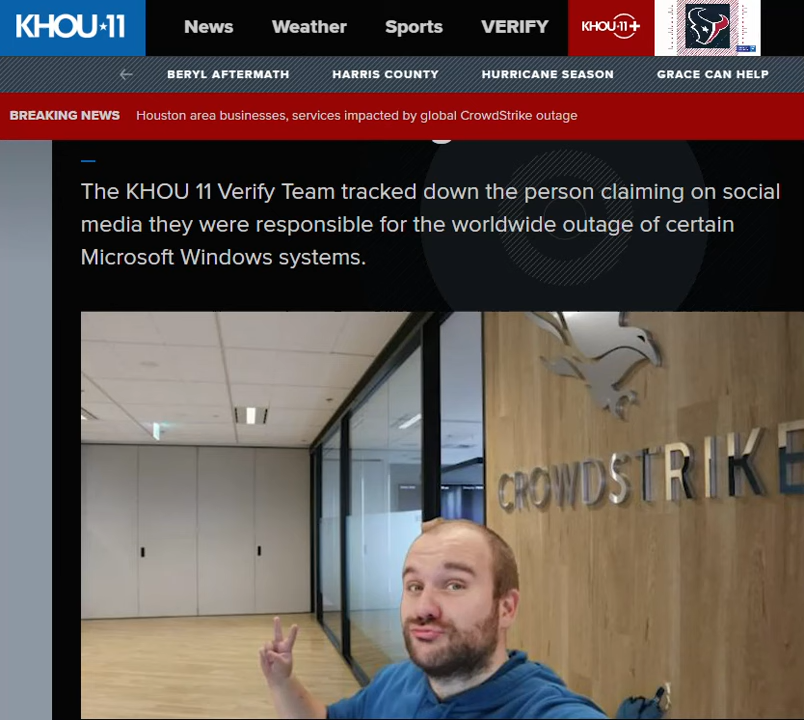 KHOU★11 News Weather Sports VERIFY KHOU★11+
← BERYL AFTERMATH HARRIS COUNTY HURRICANE SEASON GRACE CAN HELP
BREAKING NEWS Houston area businesses, services impacted by global CrowdStrike outage
The KHOU 11 Verify Team tracked down the person claiming on social
media they were responsible for the worldwide outage of certain
Microsoft Windows systems.
CROWDSTRIKE